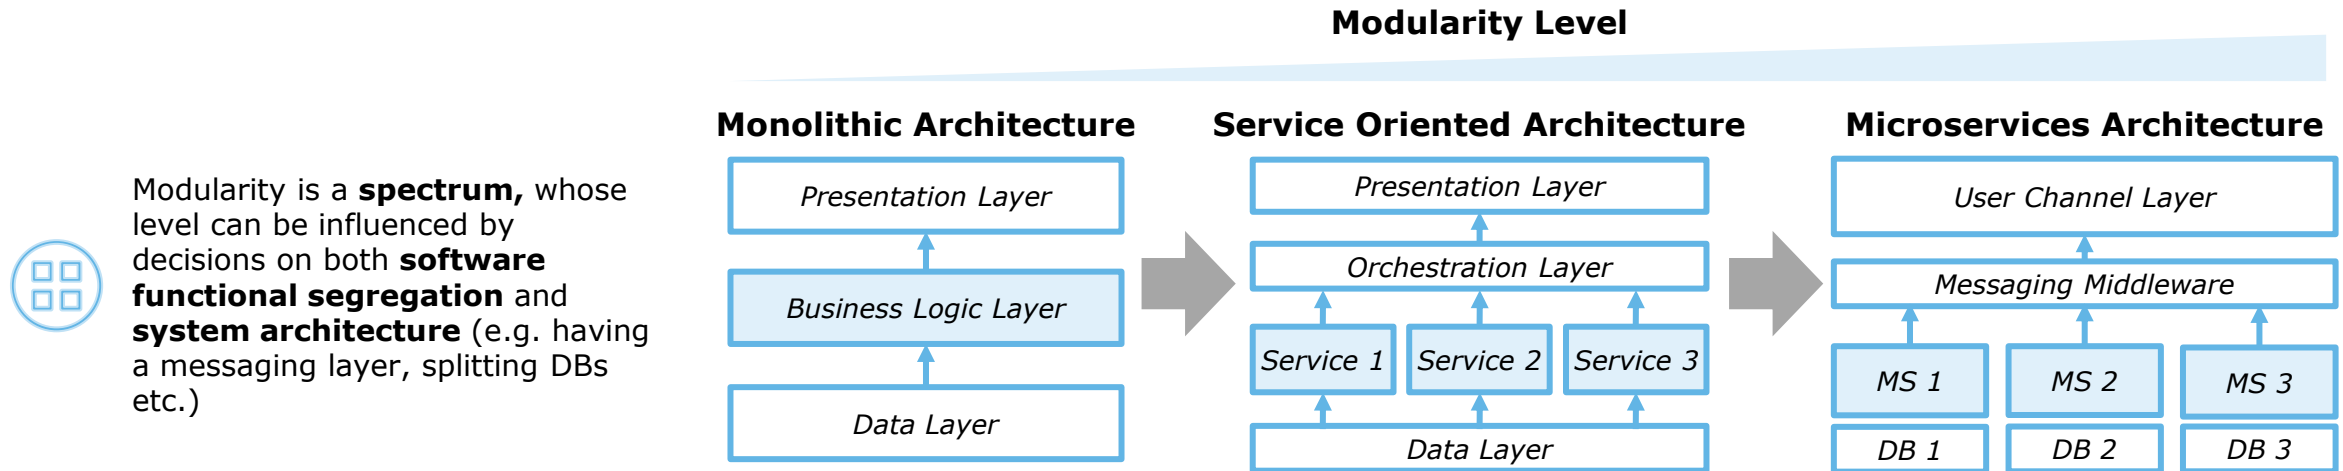 Modularity Level
Modularity is a spectrum, whose
level can be influenced by
decisions on both software
functional segregation and
system architecture (e.g. having
a messaging layer, splitting DBs
etc.)
Monolithic Architecture
Presentation Layer
Business Logic Layer
Data Layer
Service Oriented Architecture
Presentation Layer
Orchestration Layer
Service 1
Service 2
Service 3
Data Layer
Microservices Architecture
User Channel Layer
Messaging Middleware
MS 1
MS 2
MS 3
DB 1
DB 2
DB 3